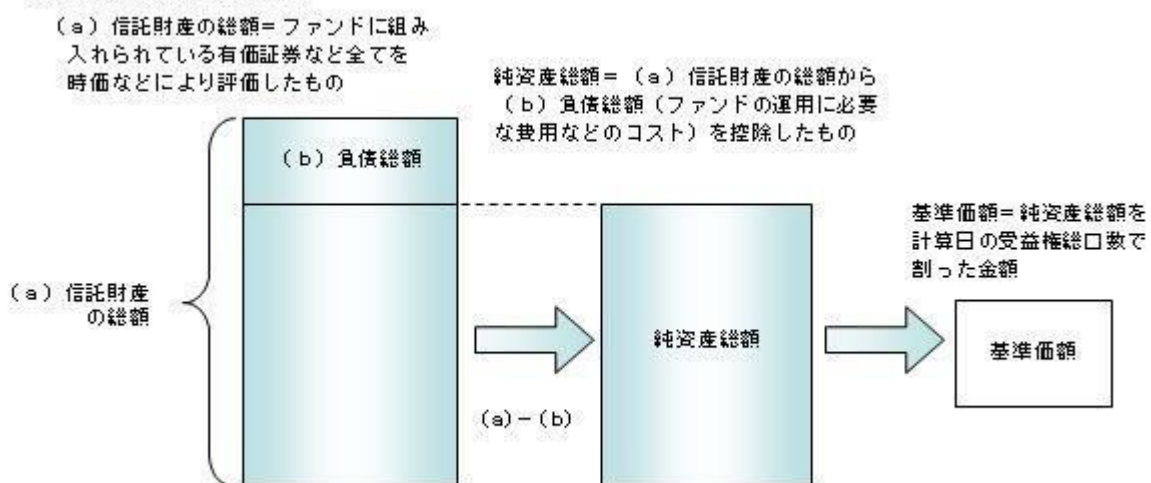 （a）信託財産の総額＝ファンドに組み
入れられている有価証券など全てを
時価などにより評価したもの
純資産総額＝（a）信託財産の総額から
（b）負債総額（ファンドの運用に必要
な費用などのコスト）を控除したもの
（b）負債総額
基準価額＝純資産総額を
計算日の受益権総口数で
割った金額
（a）信託財産
の総額
純資産総額
基準価額
（a）－（b）